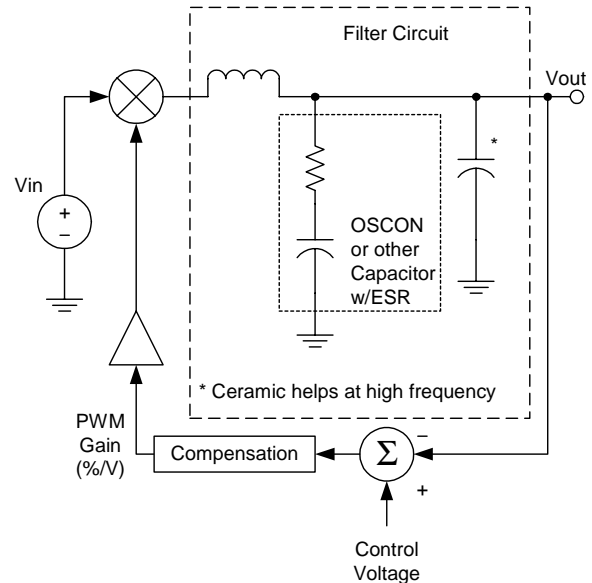 Filter Circuit
Vout
*
Vin
+
–
OSCON
or other
Capacitor
w/ESR
* Ceramic helps at high frequency
PWM
Gain
(%/V)
Compensation
Σ
–
+
Control
Voltage